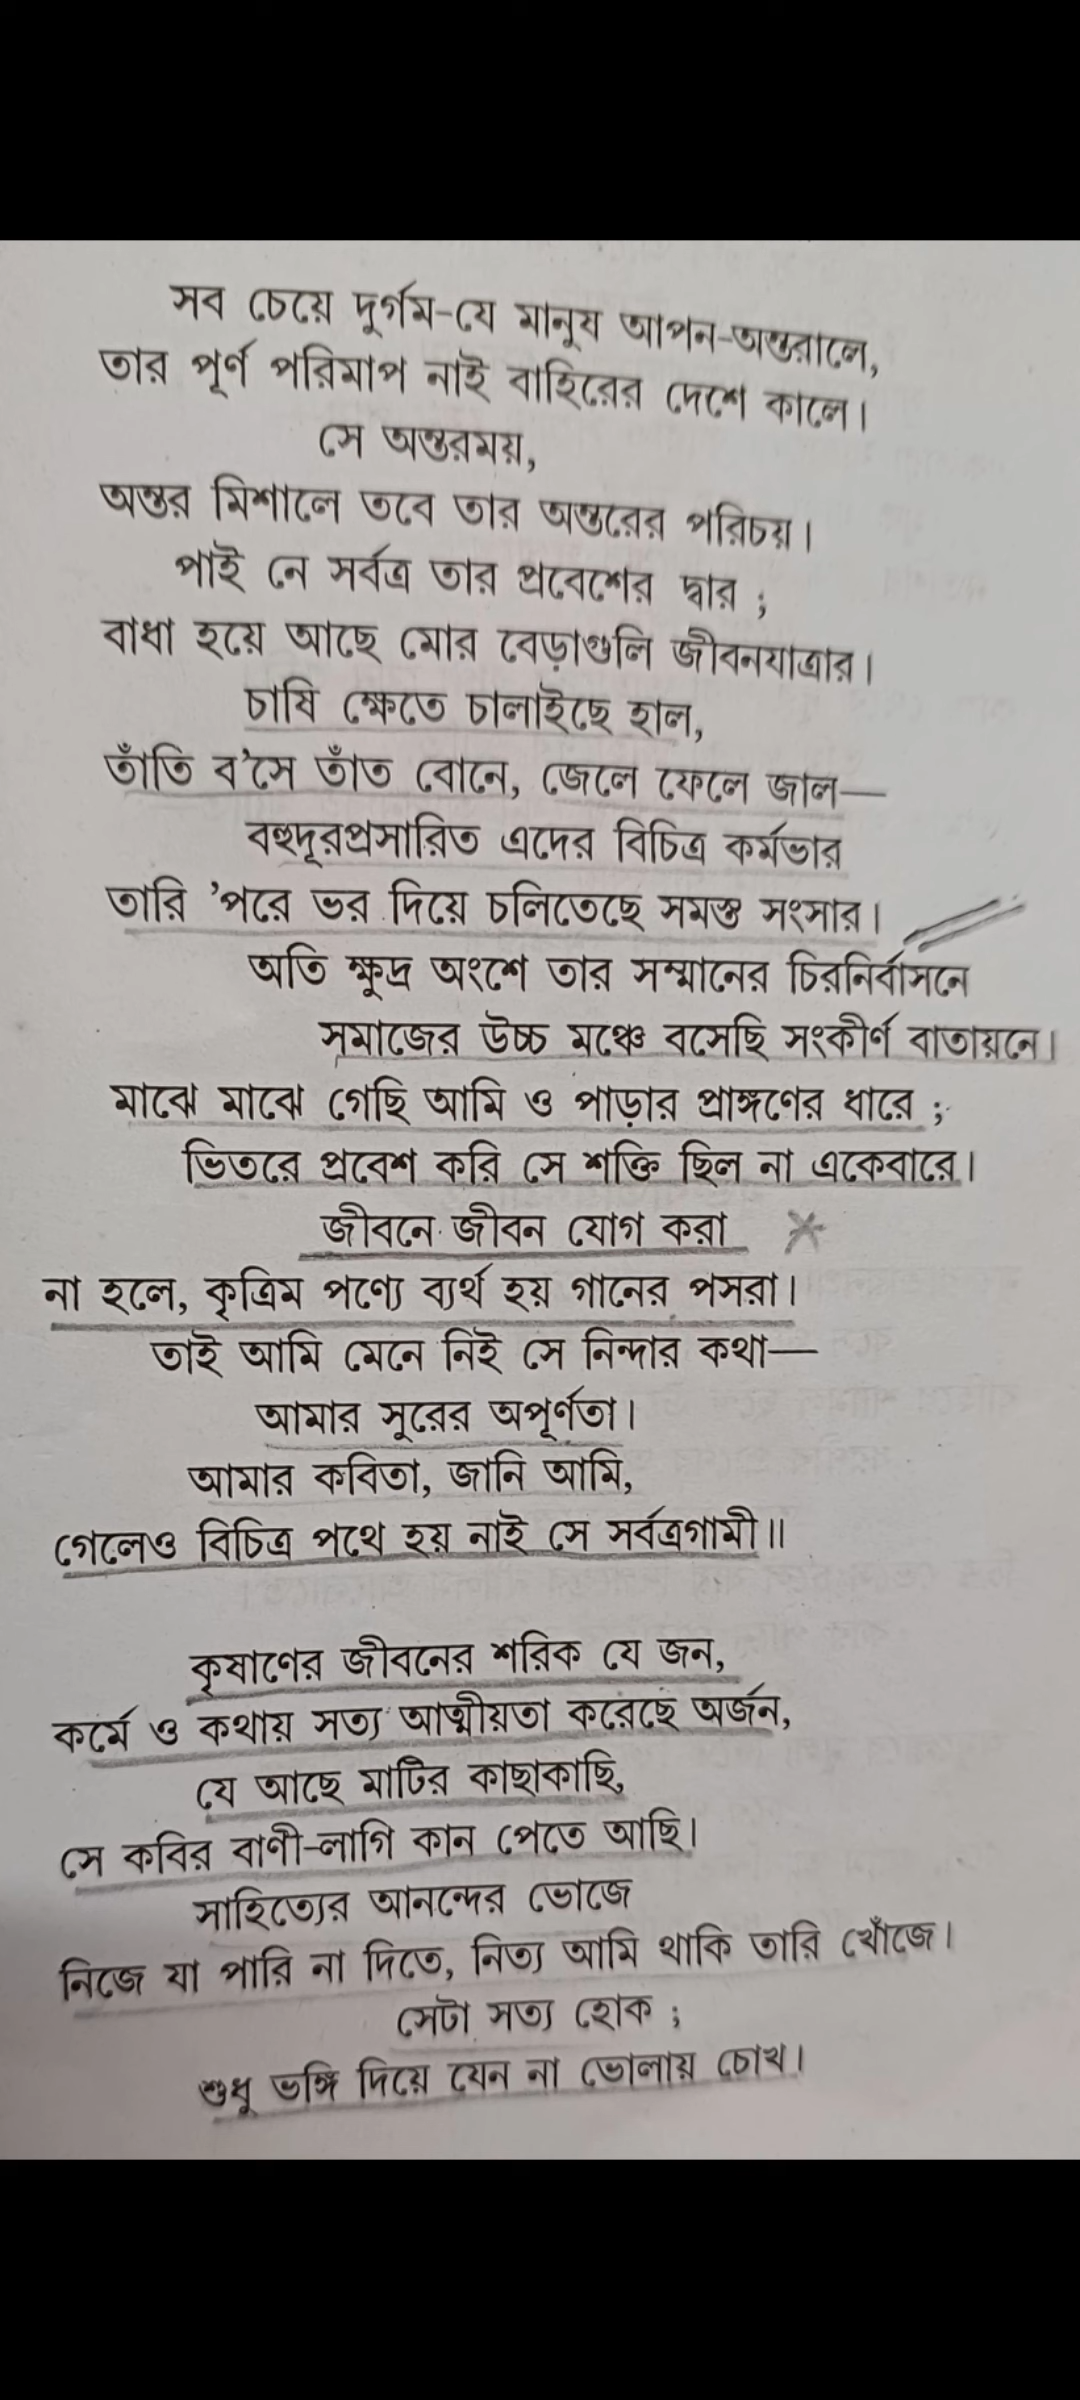 সব চেয়ে দুর্গম-যে মানুষ আপন-অন্তরালে,
তার পূর্ণ পরিমাপ নাই বাহিরের দেশে কালে।
সে অন্তরময়,
অন্তর মিশালে তবে তার অন্তরের পরিচয়।
পাই নে সর্বত্র তার প্রবেশের দ্বার ;
বাধা হয়ে আছে মোর বেড়াগুলি জীবনযাত্রার।
চাষি ক্ষেতে চালাইছে হাল,
তাঁতি ব’সে তাঁত বোনে, জেলে ফেলে জাল—
বহুদূরপ্রসারিত এদের বিচিত্র কর্মভার
তারি ’পরে ভর দিয়ে চলিতেছে সমস্ত সংসার।
অতি ক্ষুদ্র অংশে তার সম্মানের চিরনির্বাসনে
সমাজের উচ্চ মঞ্চে বসেছি সংকীর্ণ বাতায়নে।
মাঝে মাঝে গেছি আমি ও পাড়ার প্রাঙ্গণের ধারে ;
ভিতরে প্রবেশ করি সে শক্তি ছিল না একেবারে।
জীবনে জীবন যোগ করা
না হলে, কৃত্রিম পণ্যে ব্যর্থ হয় গানের পসরা।
তাই আমি মেনে নিই সে নিন্দার কথা—
আমার সুরের অপূর্ণতা।
আমার কবিতা, জানি আমি,
গেলেও বিচিত্র পথে হয় নাই সে সর্বত্রগামী॥
কৃষাণের জীবনের শরিক যে জন,
কর্মে ও কথায় সত্য আত্মীয়তা করেছে অর্জন,
যে আছে মাটির কাছাকাছি,
সে কবির বাণী-লাগি কান পেতে আছি।
সাহিত্যের আনন্দের ভোজে
নিজে যা পারি না দিতে, নিত্য আমি থাকি তারি খোঁজে।
সেটা সত্য হোক ;
শুধু ভঙ্গি দিয়ে যেন না ভোলায় চোখ।